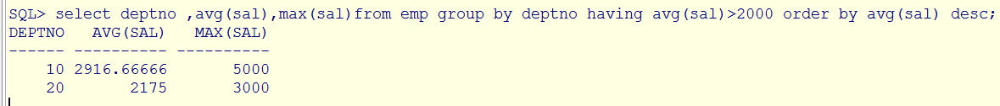 SQL> select deptno ,avg(sal),max(sal)from emp group by deptno having avg(sal)>2000 order by avg(sal) desc;
DEPTNO   AVG(SAL)   MAX(SAL)
------ ---------- ----------
    10 2916.66666       5000
    20       2175       3000